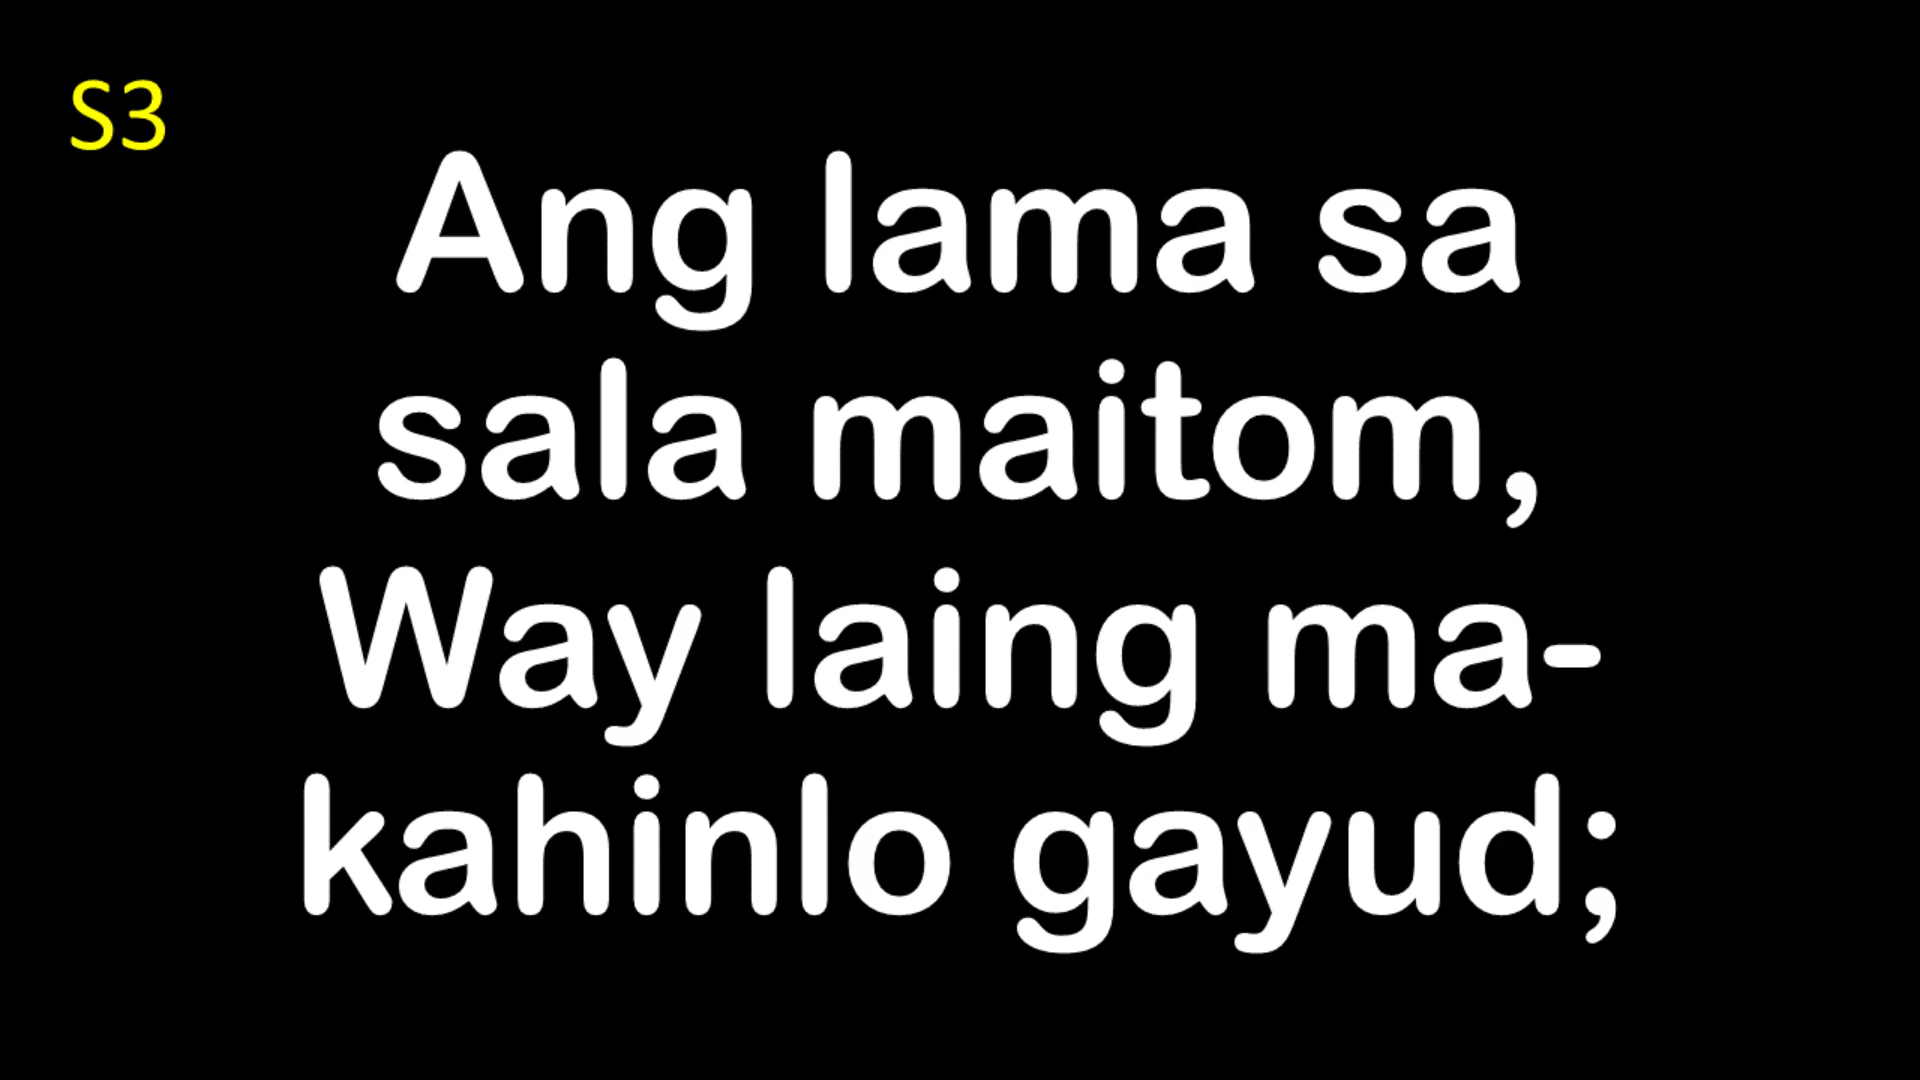 S3
Ang lama sa
sala maitom,
Way laing ma-
kahinlo gayud;